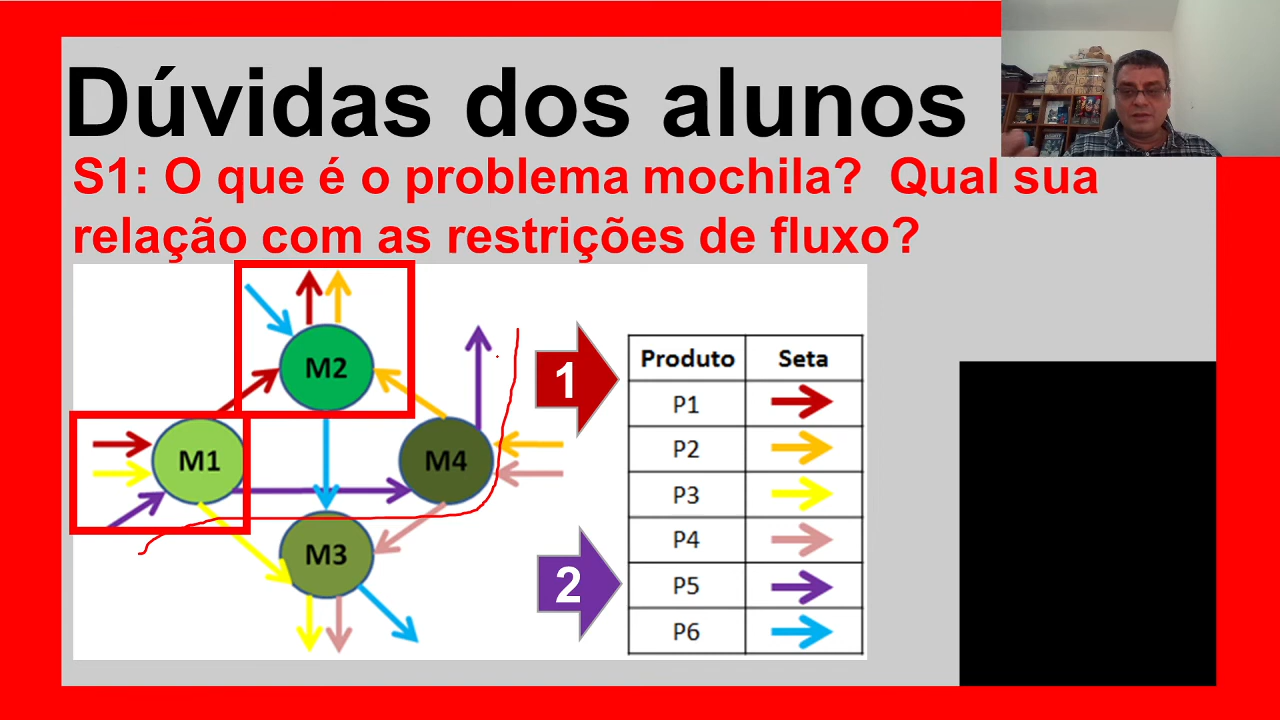 Dúvidas dos alunos
S1: O que é o problema mochila? Qual sua
relação com as restrições de fluxo?
M2
M1
M4
M3
1
2
Produto Seta
P1
P2
P3
P4
P5
P6